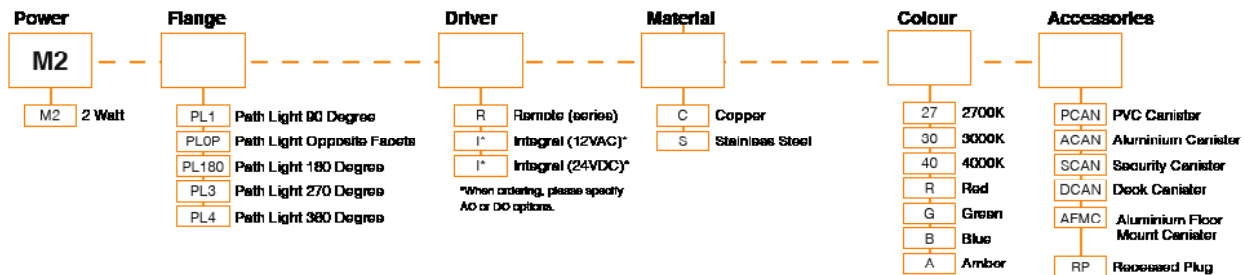 Power Flange Driver Material Colour Accessories
M2
M2 2 Watt
PL1 Path Light 90 Degree
PL0P Path Light Opposite Facets
PL180 Path Light 180 Degree
PL3 Path Light 270 Degree
PL4 Path Light 360 Degree
R Remote (series)
I* Integral (12VAC)*
I* Integral (24VDC)*
*When ordering, please specify
AC or DC options.
C Copper
S Stainless Steel
27 2700K
30 3000K
40 4000K
R Red
G Green
B Blue
A Amber
PCAN PVC Canister
ACAN Aluminium Canister
SCAN Security Canister
DCAN Deck Canister
AFMC Aluminium Floor
Mount Canister
RP Recessed Plug